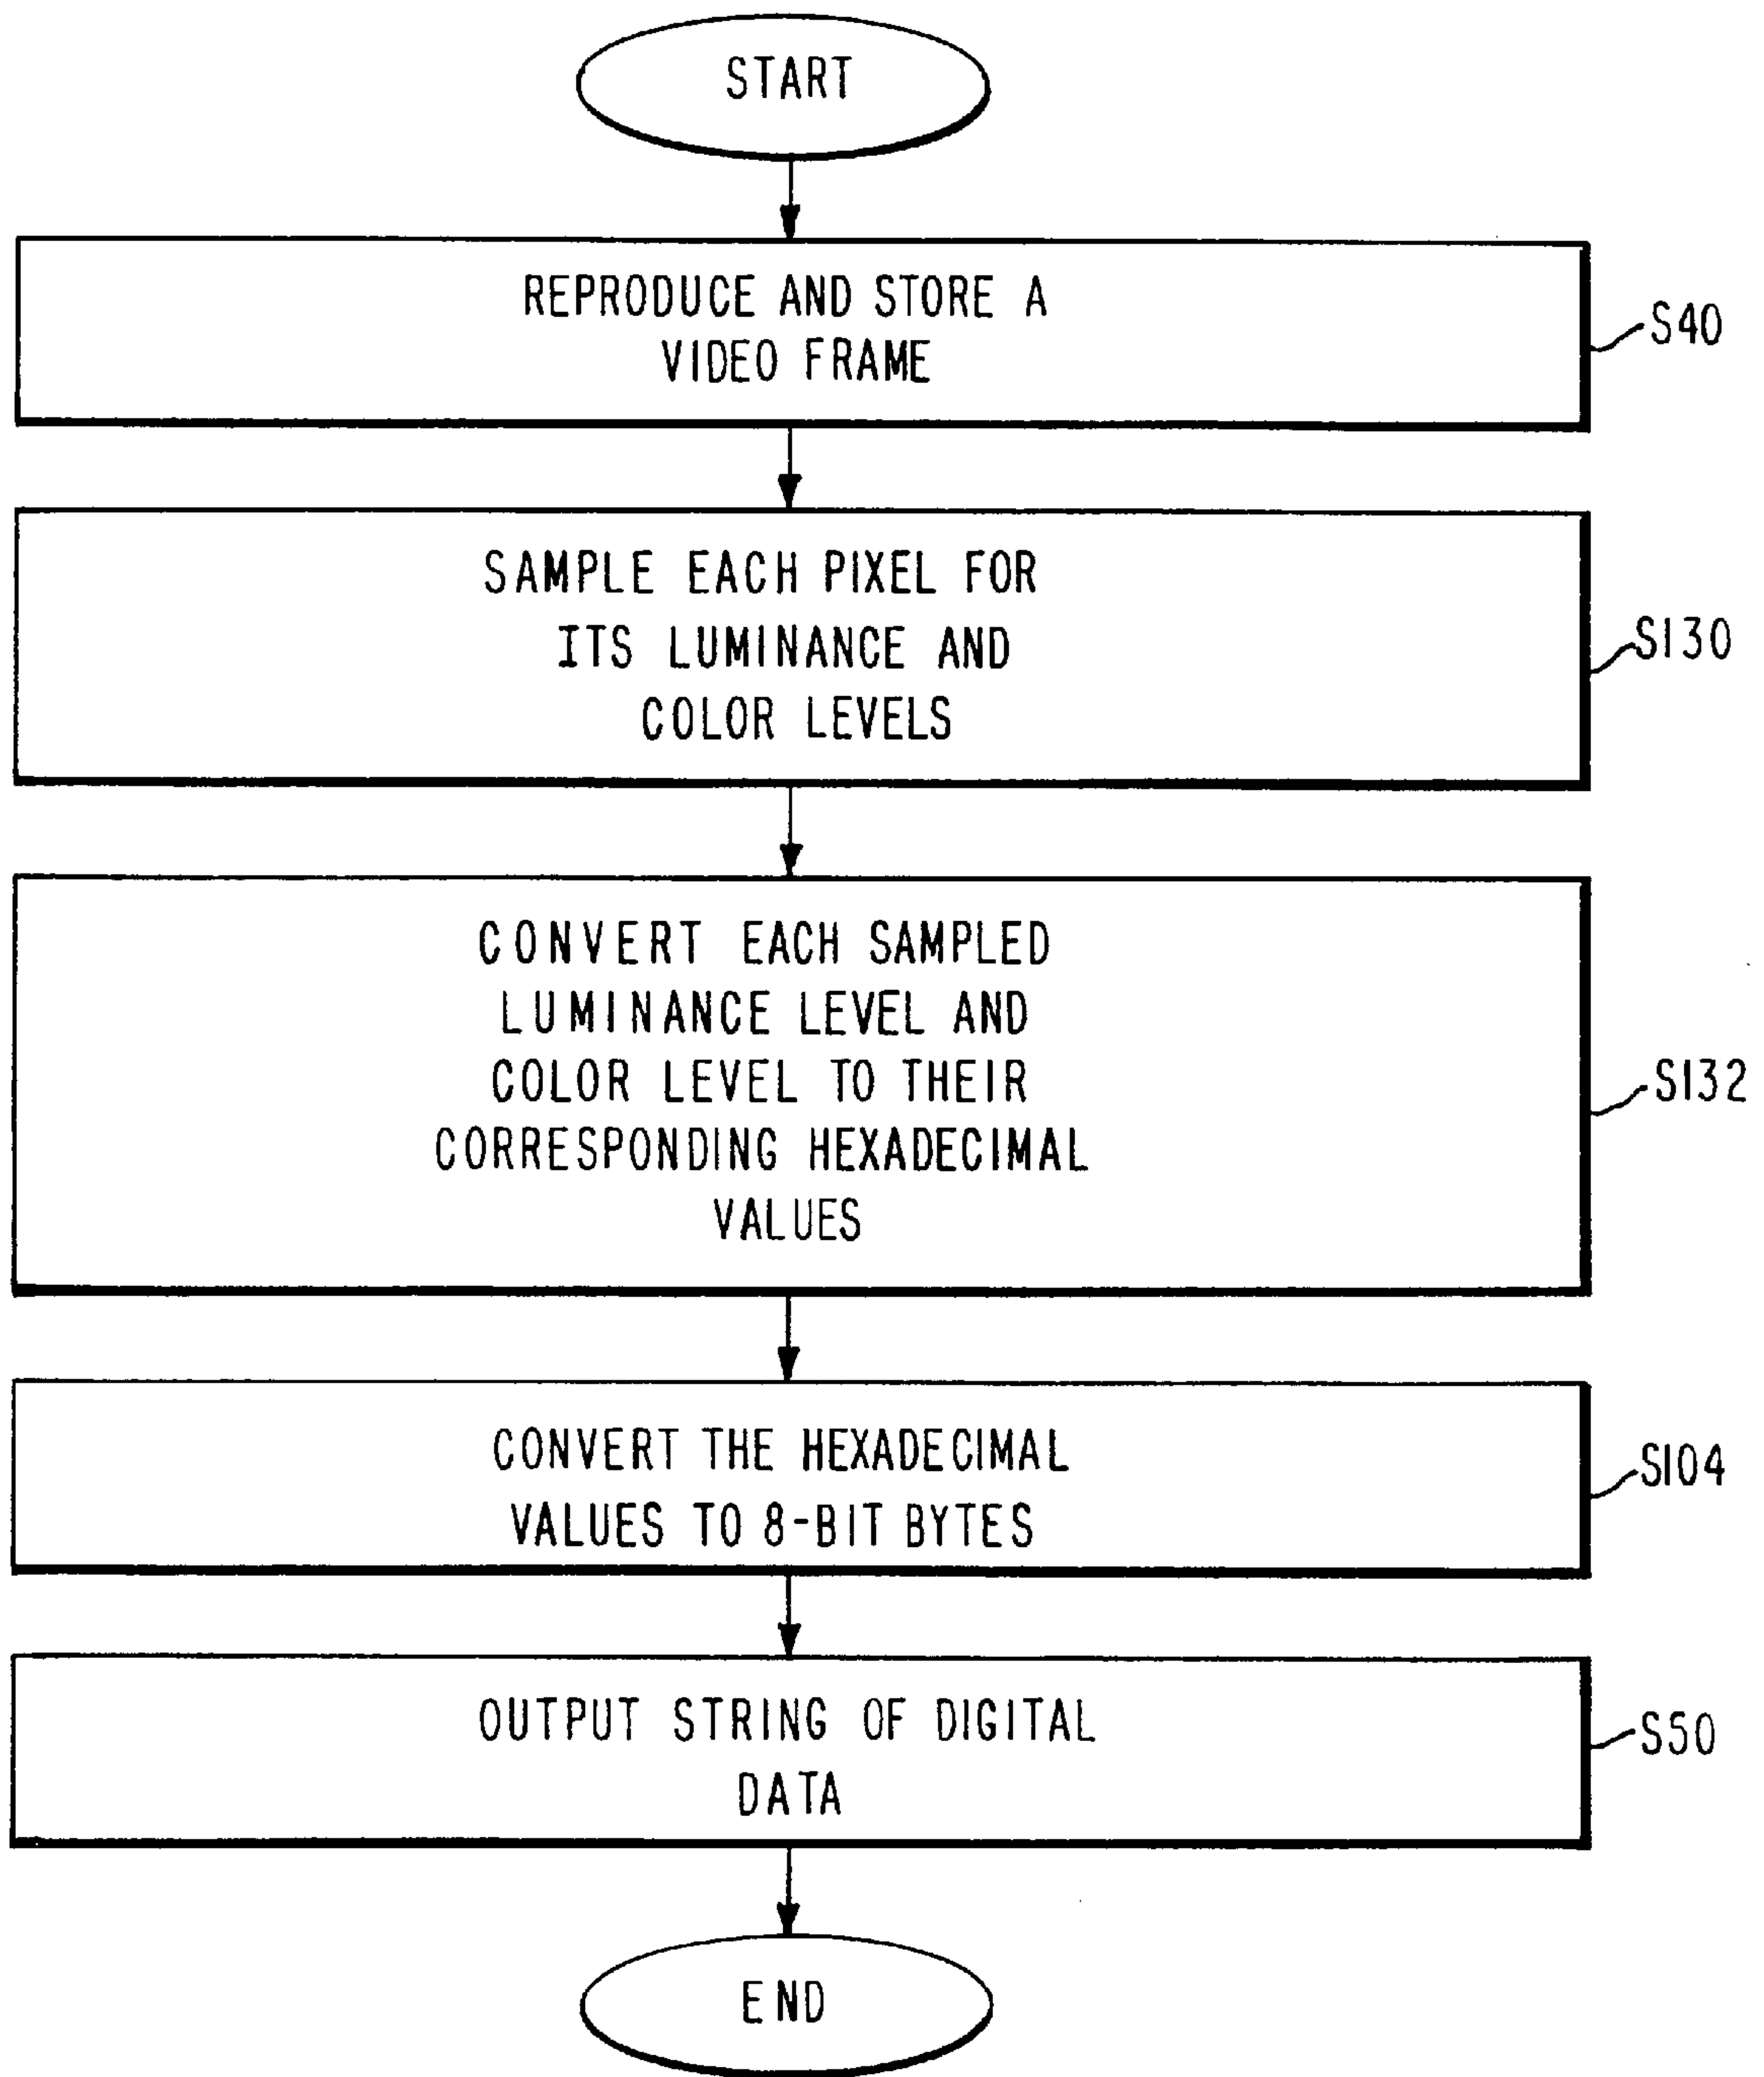 START
REPRODUCE AND STORE A
VIDEO FRAME
S40
SAMPLE EACH PIXEL FOR
ITS LUMINANCE AND
COLOR LEVELS
S130
CONVERT EACH SAMPLED
LUMINANCE LEVEL AND
COLOR LEVEL TO THEIR
CORRESPONDING HEXADECIMAL
VALUES
S132
CONVERT THE HEXADECIMAL
VALUES TO 8-BIT BYTES
S104
OUTPUT STRING OF DIGITAL
DATA
S50
END